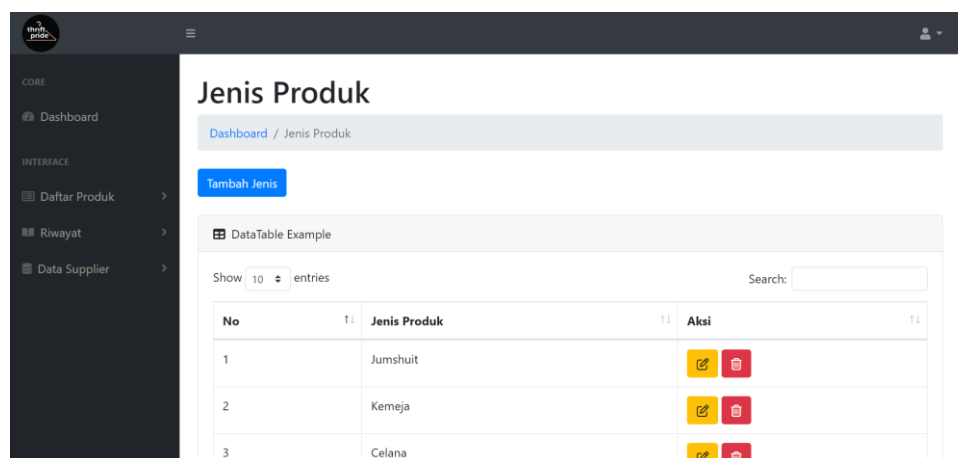 thrift.
pride
CORE
Dashboard
INTERFACE
Daftar Produk
Riwayat
Data Supplier
Jenis Produk
Dashboard / Jenis Produk
Tambah Jenis
DataTable Example
Show 10 entries
Search:
No Jenis Produk Aksi
1 Jumshuit
2 Kemeja
3 Celana